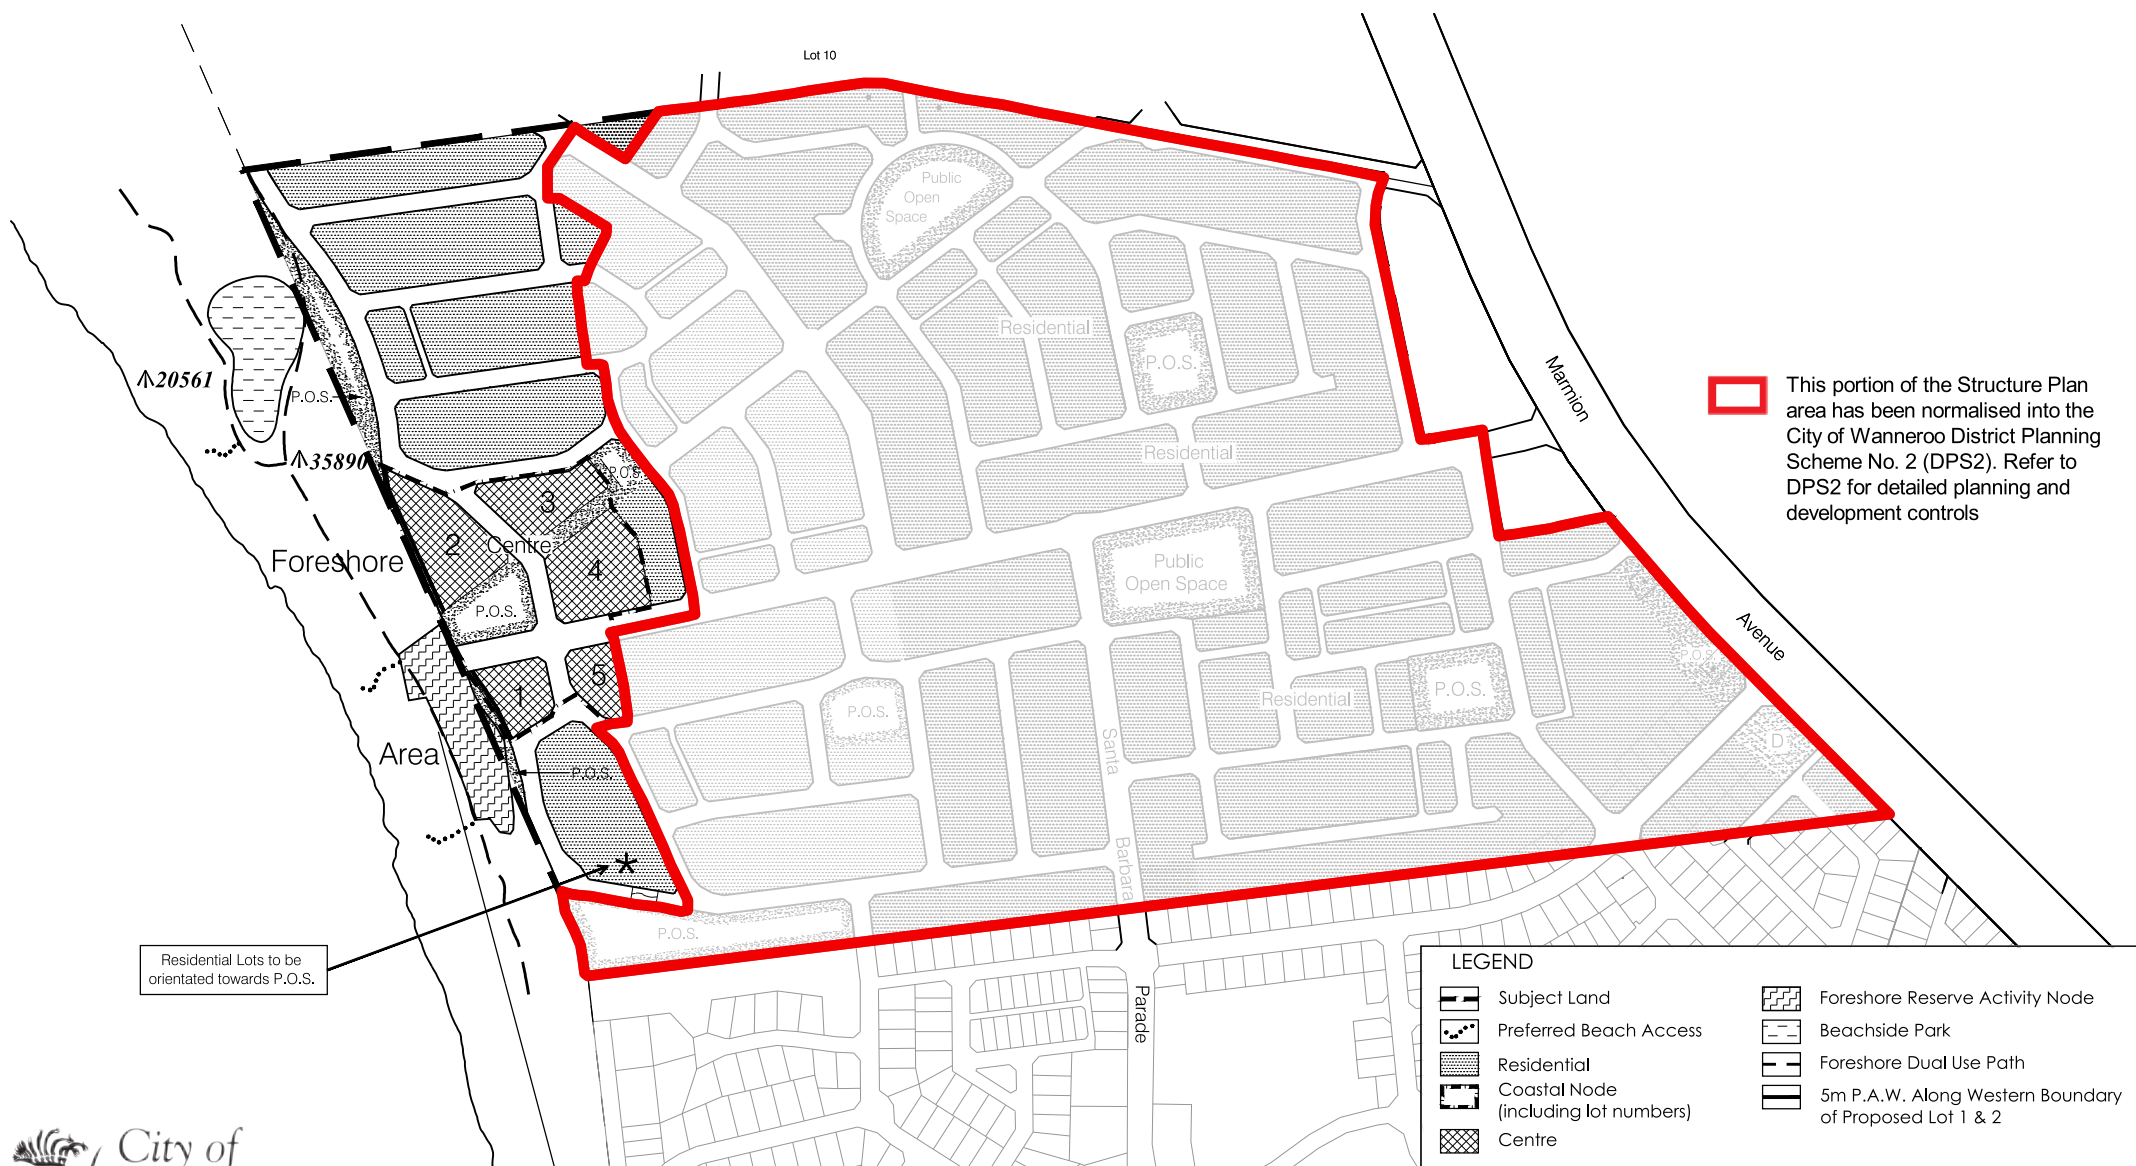 Lot 10
Public
Open
Space
Residential
P.O.S.
Marmion
This portion of the Structure Plan
area has been normalised into the
City of Wanneroo District Planning
Scheme No. 2 (DPS2). Refer to
DPS2 for detailed planning and
development controls
20561
P.O.S.
35890
Residential
P.O.S.
3
2
Centre
4
Foreshore
P.O.S.
Public
Open Space
Avenue
P.O.S.
1
5
Residential
P.O.S.
P.O.S.
Area
P.O.S.
Santa
D
Barbara
P.O.S.
Residential Lots to be
orientated towards P.O.S.
Parade
LEGEND
Subject Land
Preferred Beach Access
Residential
Coastal Node
(including lot numbers)
Centre
Foreshore Reserve Activity Node
Beachside Park
Foreshore Dual Use Path
5m P.A.W. Along Western Boundary
of Proposed Lot 1 & 2
City of